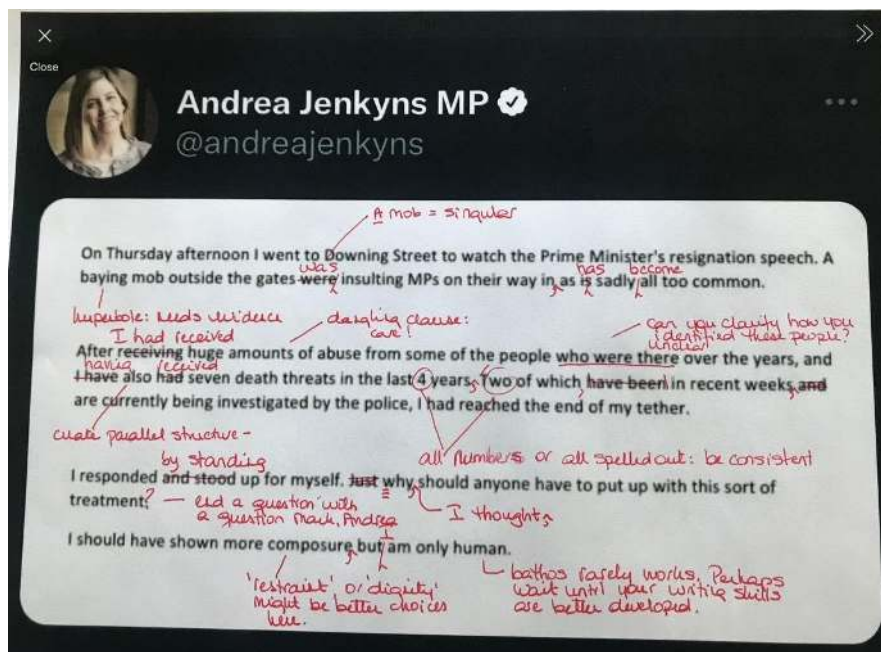 Close
Andrea Jenkyns MP
@andreajenkyns
A mob = singular
On Thursday afternoon I went to Downing Street to watch the Prime Minister's resignation speech. A
was has become
baying mob outside the gates were insulting MPs on their way in, as is sadly all too common.
hyperbole: needs evidence
dangling clause:
care!
can you clarify how you
identified these people?
unclear
I had received
After receiving huge amounts of abuse from some of the people who were there over the years, and
having received
I have also had seven death threats in the last 4 years. Two of which have been in recent weeks, and
are currently being investigated by the police, I had reached the end of my tether.
create parallel structure -
all numbers or all spelled out: be consistent
by standing
I responded and stood up for myself. Just why, should anyone have to put up with this sort of
treatment? — end a question with
a question mark, Andrea
I thought,
I
I should have shown more composure, but am only human.
'restraint' or 'dignity'
might be better choices
here.
bathos rarely works. Perhaps
wait until your writing skills
are better developed.